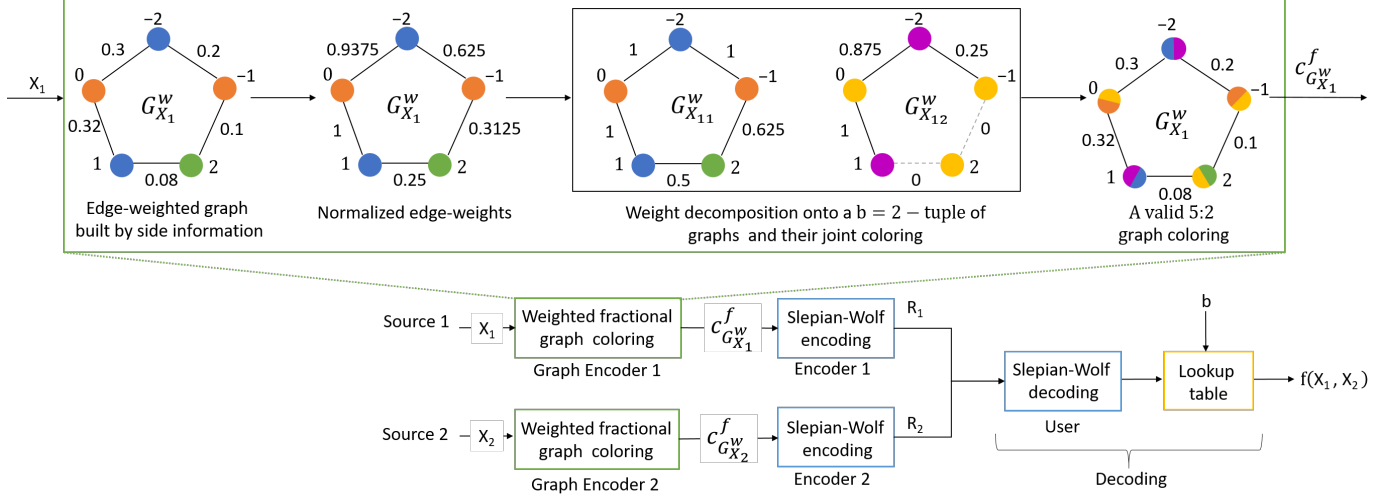 X₁
−2
0.3
0.2
0
−1
G^w_{X₁}
0.32
0.1
1
2
0.08
Edge-weighted graph
built by side information
−2
0.9375
0.625
0
−1
G^w_{X₁}
1
0.3125
1
2
0.25
Normalized edge-weights
−2
1
1
0
−1
G^w_{X₁₁}
1
0.625
1
2
0.5
−2
0.875
0.25
0
−1
G^w_{X₁₂}
1
0
1
2
0
Weight decomposition onto a b = 2 − tuple of
graphs and their joint coloring
−2
0.3
0.2
0
−1
G^w_{X₁}
0.32
0.1
1
2
0.08
A valid 5:2
graph coloring
C^f_{G^w_{X₁}}
Source 1
X₁
Weighted fractional
graph coloring
Graph Encoder 1
C^f_{G^w_{X₁}}
Slepian-Wolf
encoding
Encoder 1
R₁
Source 2
X₂
Weighted fractional
graph coloring
Graph Encoder 2
C^f_{G^w_{X₂}}
Slepian-Wolf
encoding
Encoder 2
R₂
Slepian-Wolf
decoding
User
b
Lookup
table
f(X₁, X₂)
Decoding